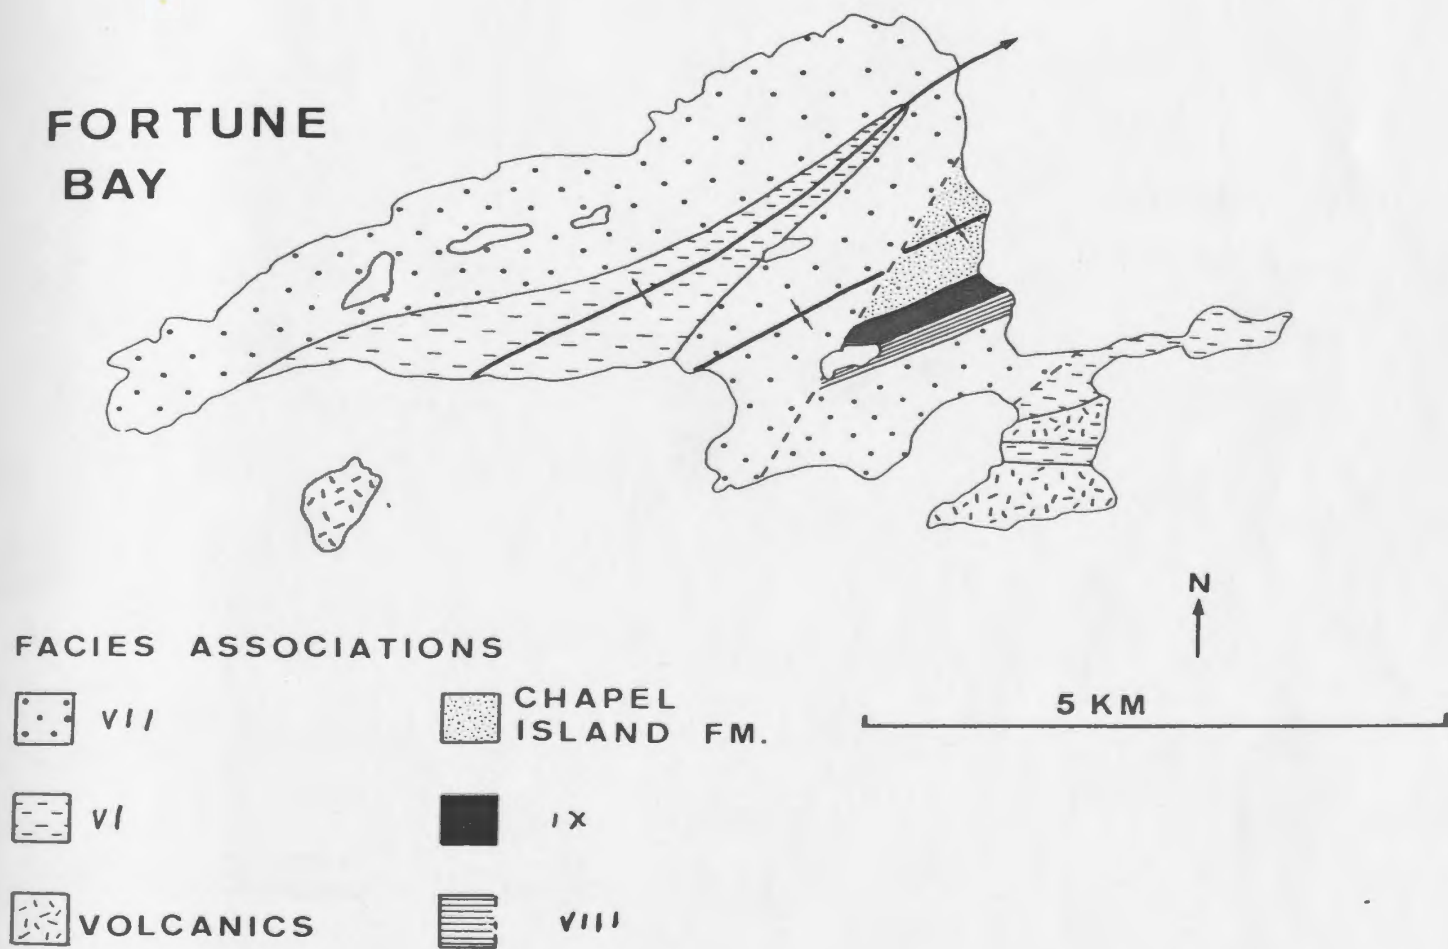 FORTUNE
BAY
N
5 KM
FACIES ASSOCIATIONS
VII
VI
VOLCANICS
CHAPEL
ISLAND FM.
IX
VIII